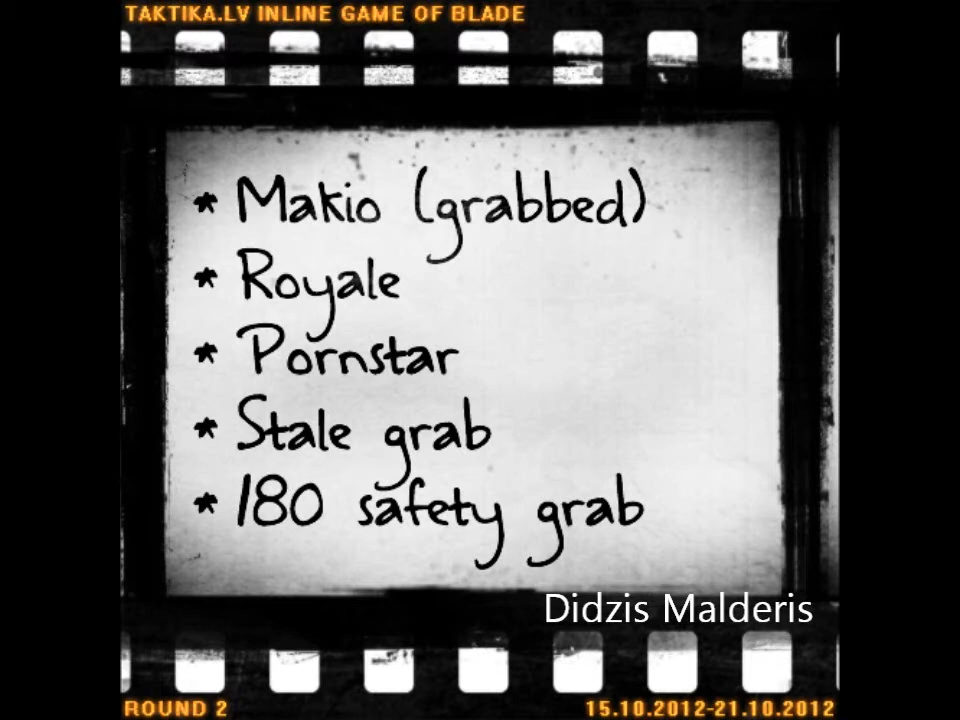 TAKTIKA.LV INLINE GAME OF BLADE
* Makio (grabbed)
* Royale
* Pornstar
* Stale grab
* 180 safety grab
Didzis Malderis
ROUND 2
15.10.2012-21.10.2012